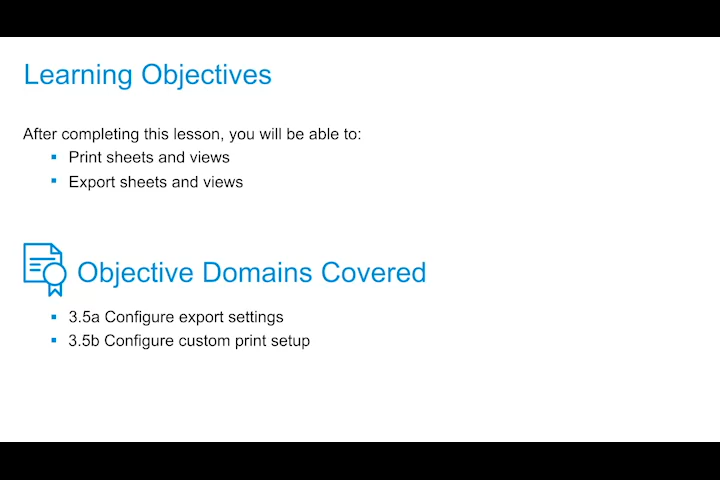 Learning Objectives
After completing this lesson, you will be able to:
Print sheets and views
Export sheets and views
Objective Domains Covered
3.5a Configure export settings
3.5b Configure custom print setup